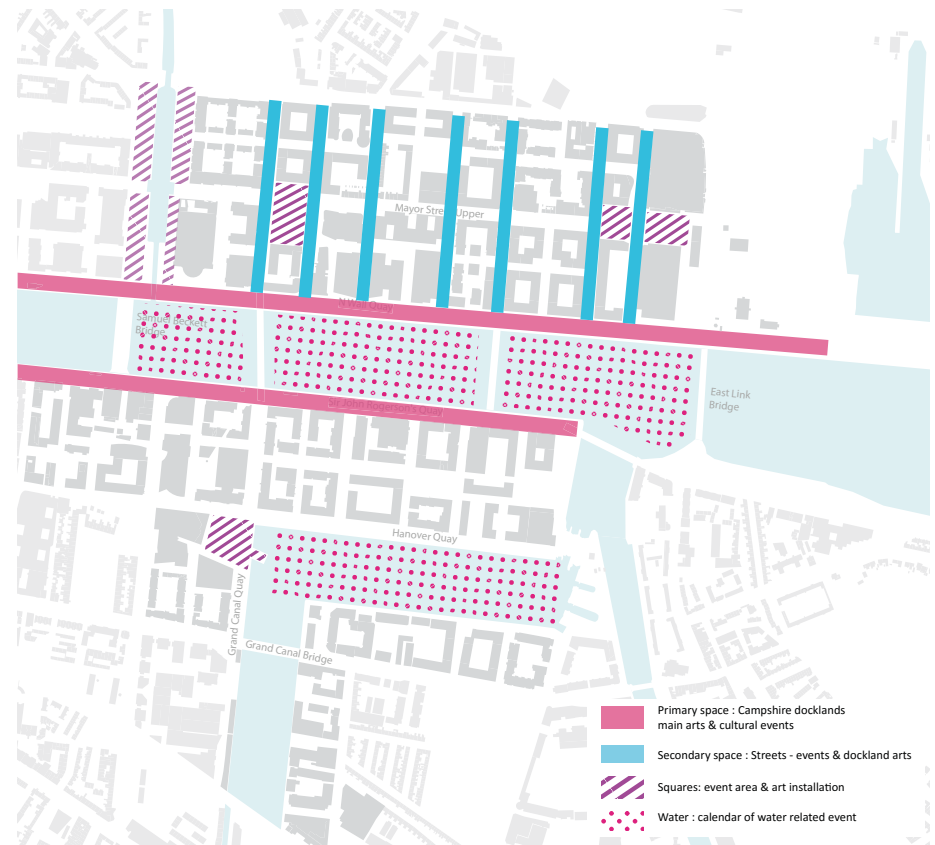 Mayor Street Upper
N Wall Quay
Samuel Beckett
Bridge
East Link
Bridge
Sir John Rogerson's Quay
Hanover Quay
Grand Canal Quay
Grand Canal Bridge
Primary space : Campshire docklands
main arts & cultural events
Secondary space : Streets - events & dockland arts
Squares: event area & art installation
Water : calendar of water related event